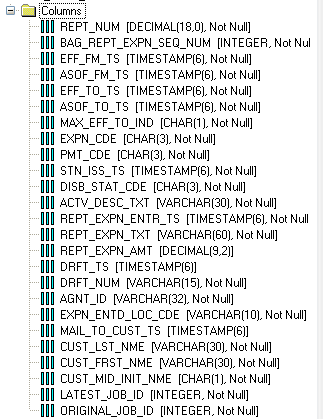 Columns
REPT_NUM [DECIMAL(18,0), Not Null]
BAG_REPT_EXPN_SEQ_NUM [INTEGER, Not Nul
EFF_FM_TS [TIMESTAMP(6), Not Null]
ASOF_FM_TS [TIMESTAMP(6), Not Null]
EFF_TO_TS [TIMESTAMP(6), Not Null]
ASOF_TO_TS [TIMESTAMP(6), Not Null]
MAX_EFF_TO_IND [CHAR(1), Not Null]
EXPN_CDE [CHAR(3), Not Null]
PMT_CDE [CHAR(3), Not Null]
STN_ISS_TS [TIMESTAMP(6), Not Null]
DISB_STAT_CDE [CHAR(3), Not Null]
ACTV_DESC_TXT [VARCHAR(30), Not Null]
REPT_EXPN_ENTR_TS [TIMESTAMP(6), Not Null]
REPT_EXPN_TXT [VARCHAR(60), Not Null]
REPT_EXPN_AMT [DECIMAL(9,2)]
DRFT_TS [TIMESTAMP(6)]
DRFT_NUM [VARCHAR(15), Not Null]
AGNT_ID [VARCHAR(32), Not Null]
EXPN_ENTD_LOC_CDE [VARCHAR(10), Not Null]
MAIL_TO_CUST_TS [TIMESTAMP(6)]
CUST_LST_NME [VARCHAR(30), Not Null]
CUST_FRST_NME [VARCHAR(30), Not Null]
CUST_MID_INIT_NME [CHAR(1), Not Null]
LATEST_JOB_ID [INTEGER, Not Null]
ORIGINAL_JOB_ID [INTEGER, Not Null]